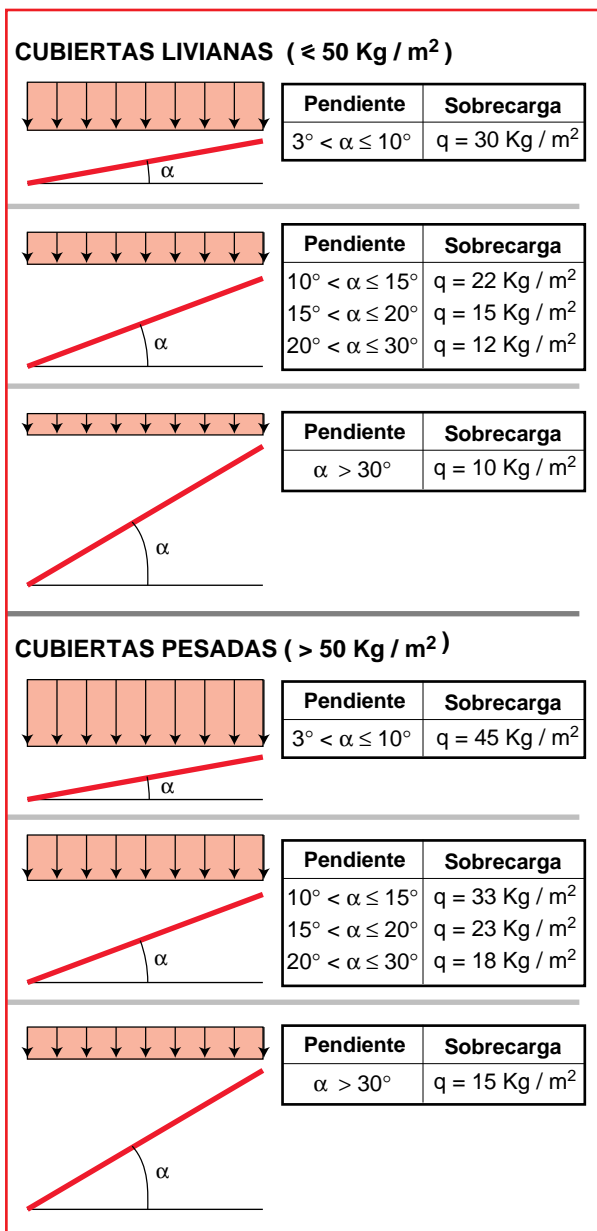 CUBIERTAS LIVIANAS ( ⩽ 50 Kg / m²)
Pendiente Sobrecarga
3° < α ≤ 10° q = 30 Kg / m²
α
Pendiente Sobrecarga
10° < α ≤ 15° q = 22 Kg / m²
15° < α ≤ 20° q = 15 Kg / m²
20° < α ≤ 30° q = 12 Kg / m²
α
Pendiente Sobrecarga
α > 30° q = 10 Kg / m²
α
CUBIERTAS PESADAS ( > 50 Kg / m²)
Pendiente Sobrecarga
3° < α ≤ 10° q = 45 Kg / m²
α
Pendiente Sobrecarga
10° < α ≤ 15° q = 33 Kg / m²
15° < α ≤ 20° q = 23 Kg / m²
20° < α ≤ 30° q = 18 Kg / m²
α
Pendiente Sobrecarga
α > 30° q = 15 Kg / m²
α